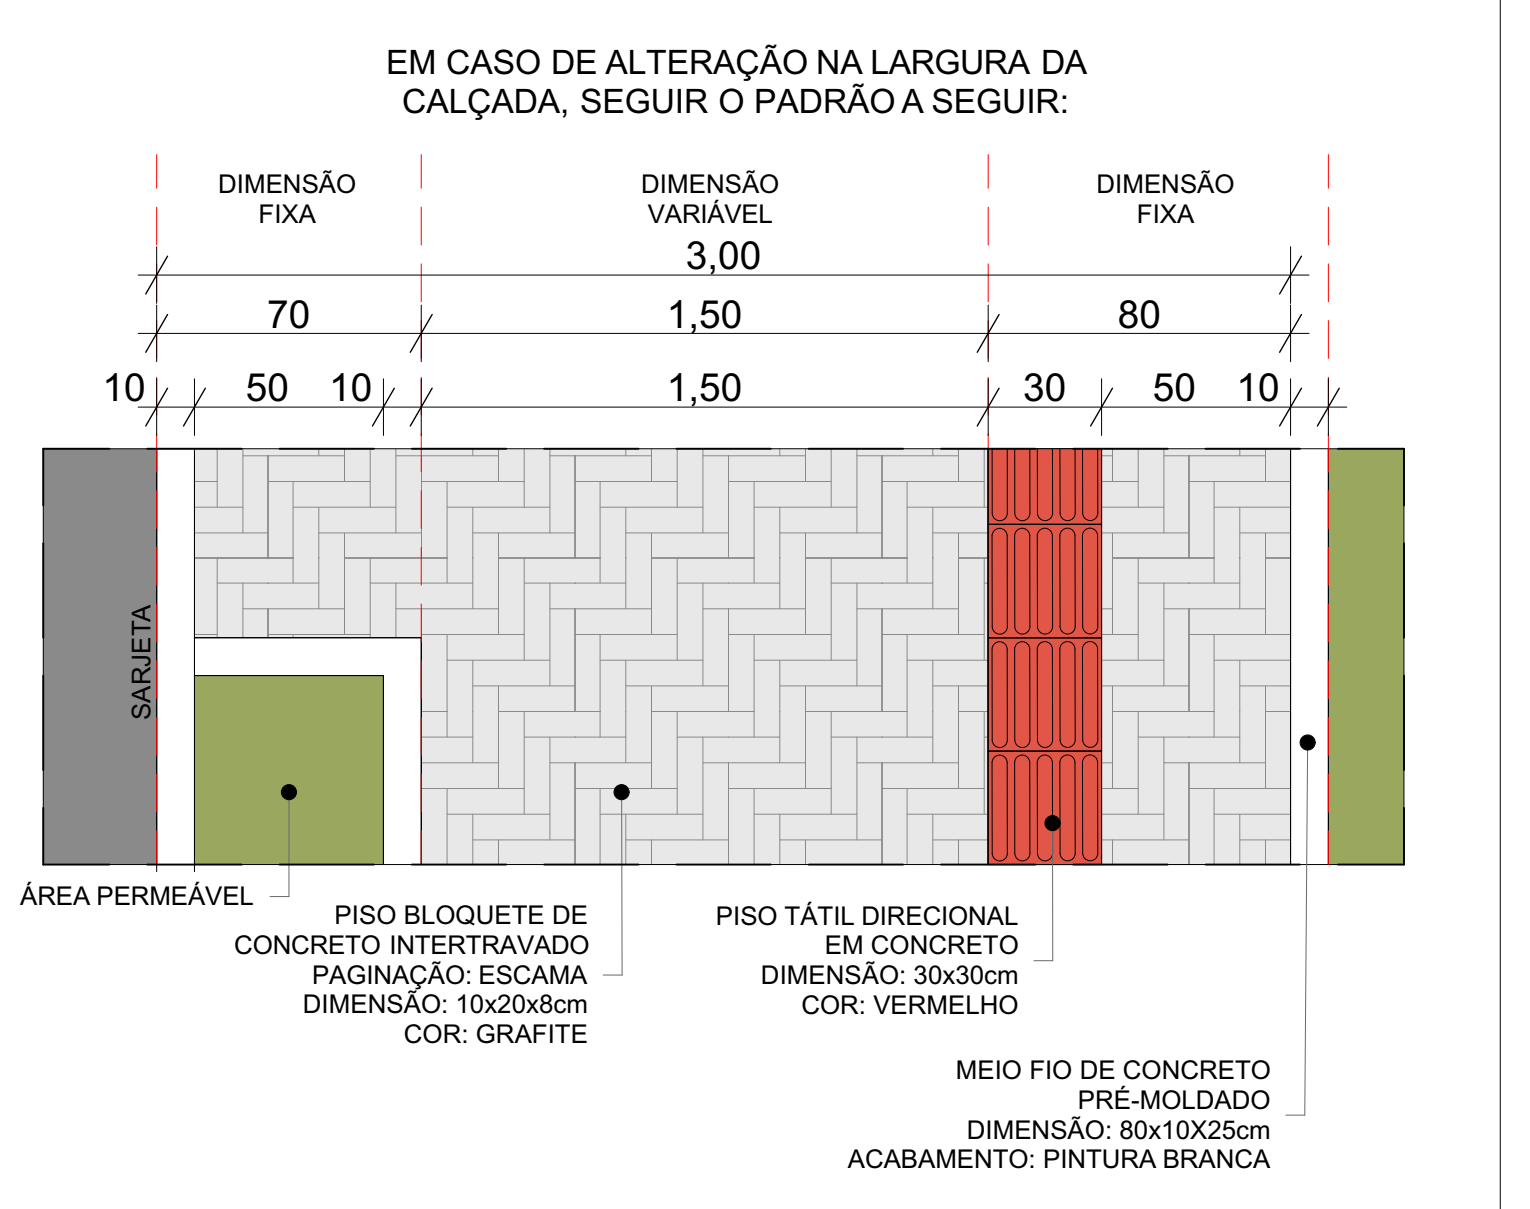 EM CASO DE ALTERAÇÃO NA LARGURA DA
CALÇADA, SEGUIR O PADRÃO A SEGUIR:
DIMENSÃO
FIXA
DIMENSÃO
VARIÁVEL
DIMENSÃO
FIXA
3,00
70
1,50
80
10
50
10
1,50
30
50
10
SARJETA
ÁREA PERMEÁVEL
PISO BLOQUETE DE
CONCRETO INTERTRAVADO
PAGINAÇÃO: ESCAMA
DIMENSÃO: 10x20x8cm
COR: GRAFITE
PISO TÁTIL DIRECIONAL
EM CONCRETO
DIMENSÃO: 30x30cm
COR: VERMELHO
MEIO FIO DE CONCRETO
PRÉ-MOLDADO
DIMENSÃO: 80x10X25cm
ACABAMENTO: PINTURA BRANCA